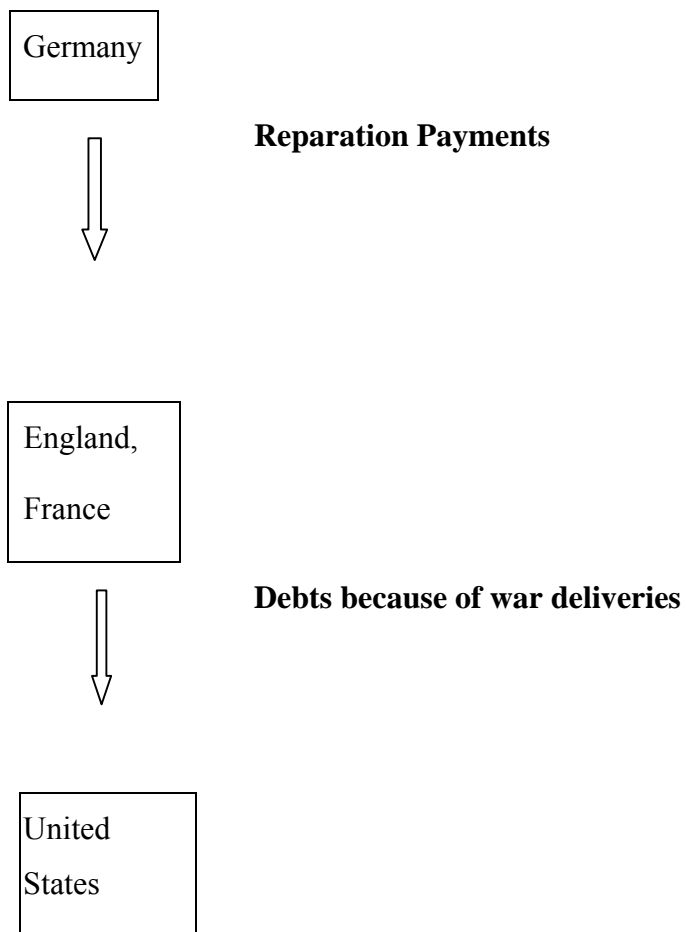 Germany
Reparation Payments
England,
France
Debts because of war deliveries
United
States